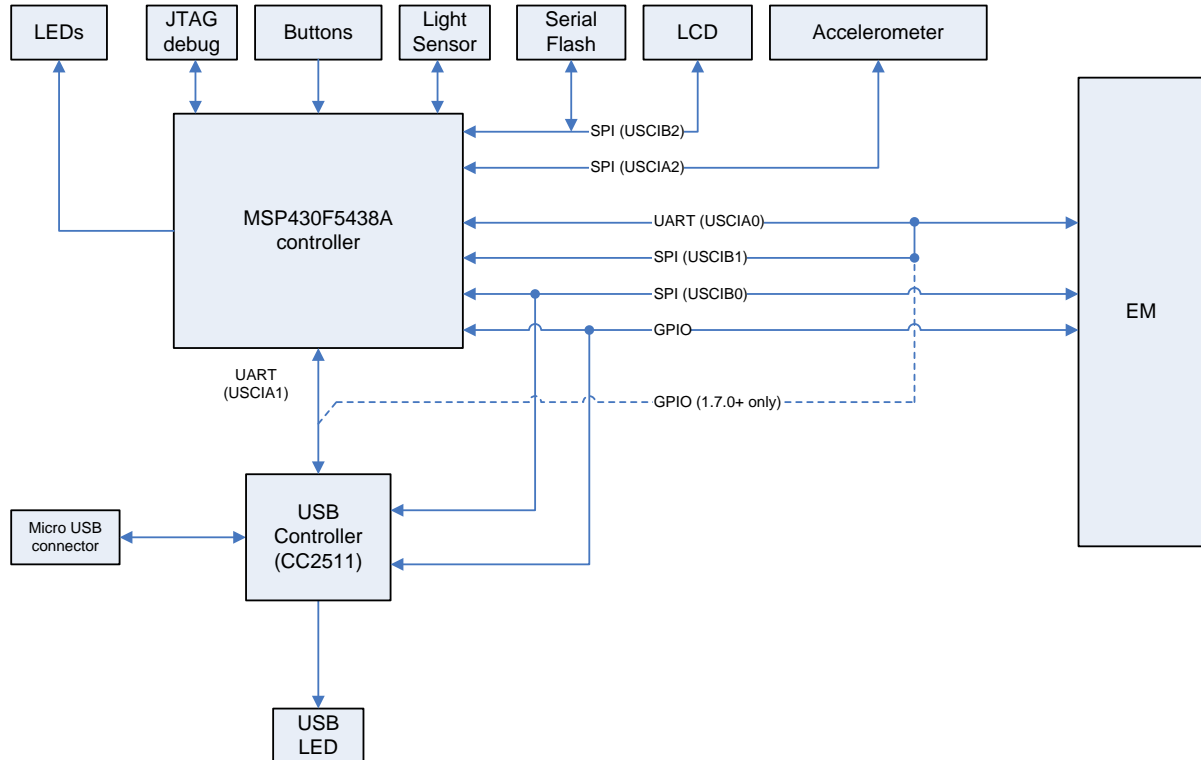 LEDs
JTAG
debug
Buttons
Light
Sensor
Serial
Flash
LCD
Accelerometer
SPI (USCIB2)
SPI (USCIA2)
MSP430F5438A
controller
UART (USCIA0)
SPI (USCIB1)
SPI (USCIB0)
GPIO
EM
UART
(USCIA1)
GPIO (1.7.0+ only)
USB
Controller
(CC2511)
Micro USB
connector
USB
LED